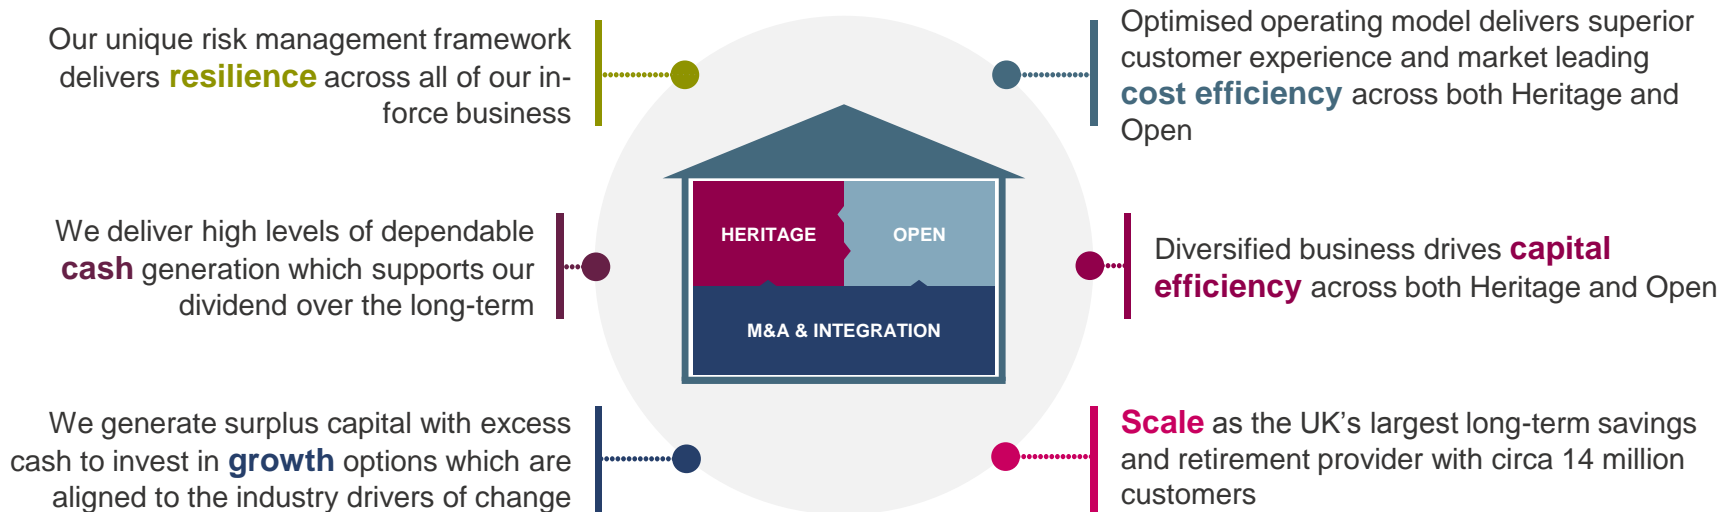 Our unique risk management framework
delivers resilience across all of our in-
force business
We deliver high levels of dependable
cash generation which supports our
dividend over the long-term
We generate surplus capital with excess
cash to invest in growth options which are
aligned to the industry drivers of change
HERITAGE
OPEN
M&A & INTEGRATION
Optimised operating model delivers superior
customer experience and market leading
cost efficiency across both Heritage and
Open
Diversified business drives capital
efficiency across both Heritage and Open
Scale as the UK’s largest long-term savings
and retirement provider with circa 14 million
customers